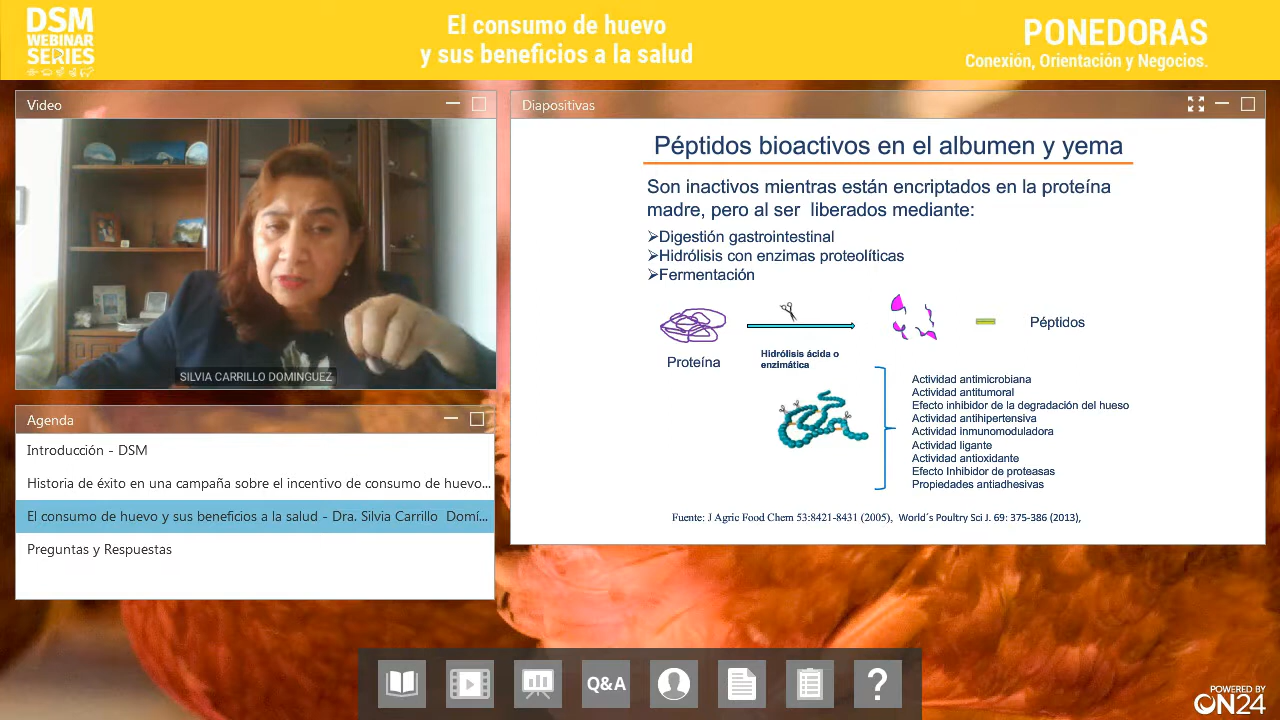 DSM
WEBINAR
SERIES
El consumo de huevo
y sus beneficios a la salud
PONEDORAS
Conexión, Orientación y Negocios.
Video
SILVIA CARRILLO DOMINGUEZ
Agenda
Introducción - DSM
Historia de éxito en una campaña sobre el incentivo de consumo de huevo...
El consumo de huevo y sus beneficios a la salud - Dra. Silvia Carrillo Domí...
Preguntas y Respuestas
Diapositivas
Péptidos bioactivos en el albumen y yema
Son inactivos mientras están encriptados en la proteína
madre, pero al ser liberados mediante:
➢Digestión gastrointestinal
➢Hidrólisis con enzimas proteolíticas
➢Fermentación
Proteína
Hidrólisis ácida o
enzimática
Péptidos
Actividad antimicrobiana
Actividad antitumoral
Efecto inhibidor de la degradación del hueso
Actividad antihipertensiva
Actividad inmunomoduladora
Actividad ligante
Actividad antioxidante
Efecto Inhibidor de proteasas
Propiedades antiadhesivas
Fuente: J Agric Food Chem 53:8421-8431 (2005), World´s Poultry Sci J. 69: 375-386 (2013),
Q&A
?
POWERED BY
ON24